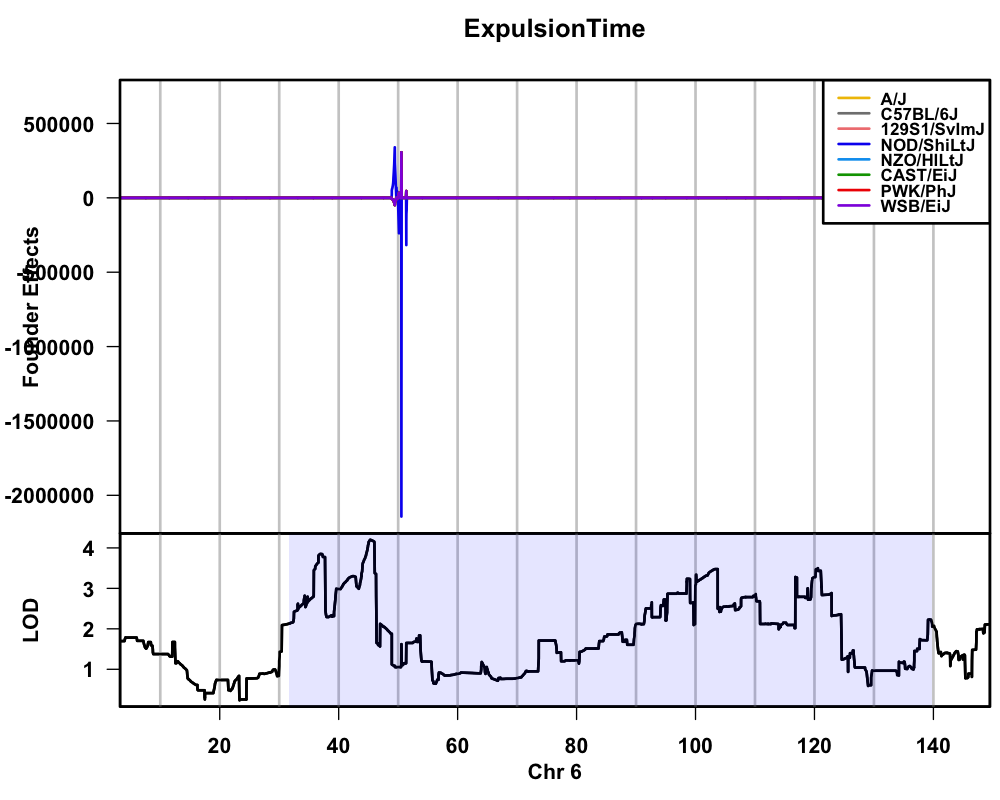 ExpulsionTime
A/J
C57BL/6J
129S1/SvImJ
NOD/ShiLtJ
NZO/HILtJ
CAST/EiJ
PWK/PhJ
WSB/EiJ
Founder Effects
500000
0
-500000
-1000000
-1500000
-2000000
LOD
4
3
2
1
20 40 60 80 100 120 140
Chr 6